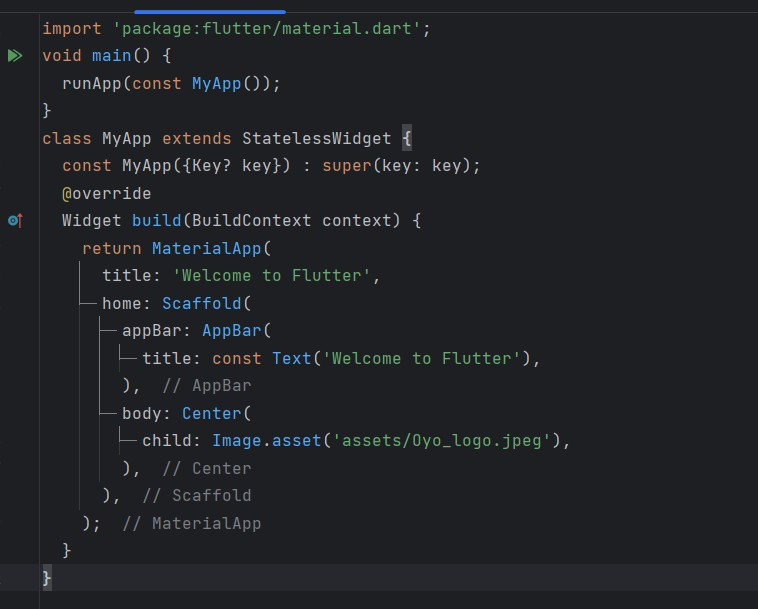 import 'package:flutter/material.dart';
void main() {
  runApp(const MyApp());
}
class MyApp extends StatelessWidget {
  const MyApp({Key? key}) : super(key: key);
  @override
  Widget build(BuildContext context) {
    return MaterialApp(
      title: 'Welcome to Flutter',
      home: Scaffold(
        appBar: AppBar(
          title: const Text('Welcome to Flutter'),
        ),  // AppBar
        body: Center(
          child: Image.asset('assets/Oyo_logo.jpeg'),
        ),  // Center
      ),  // Scaffold
    );  // MaterialApp
  }
}